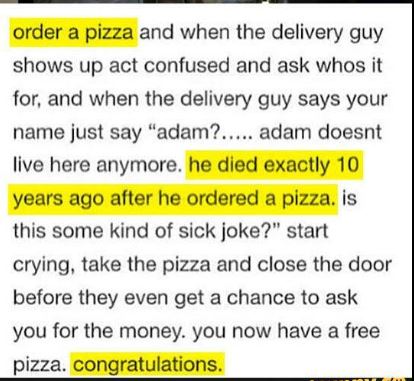 order a pizza and when the delivery guy
shows up act confused and ask whos it
for, and when the delivery guy says your
name just say “adam?..... adam doesnt
live here anymore. he died exactly 10
years ago after he ordered a pizza. is
this some kind of sick joke?” start
crying, take the pizza and close the door
before they even get a chance to ask
you for the money. you now have a free
pizza. congratulations.